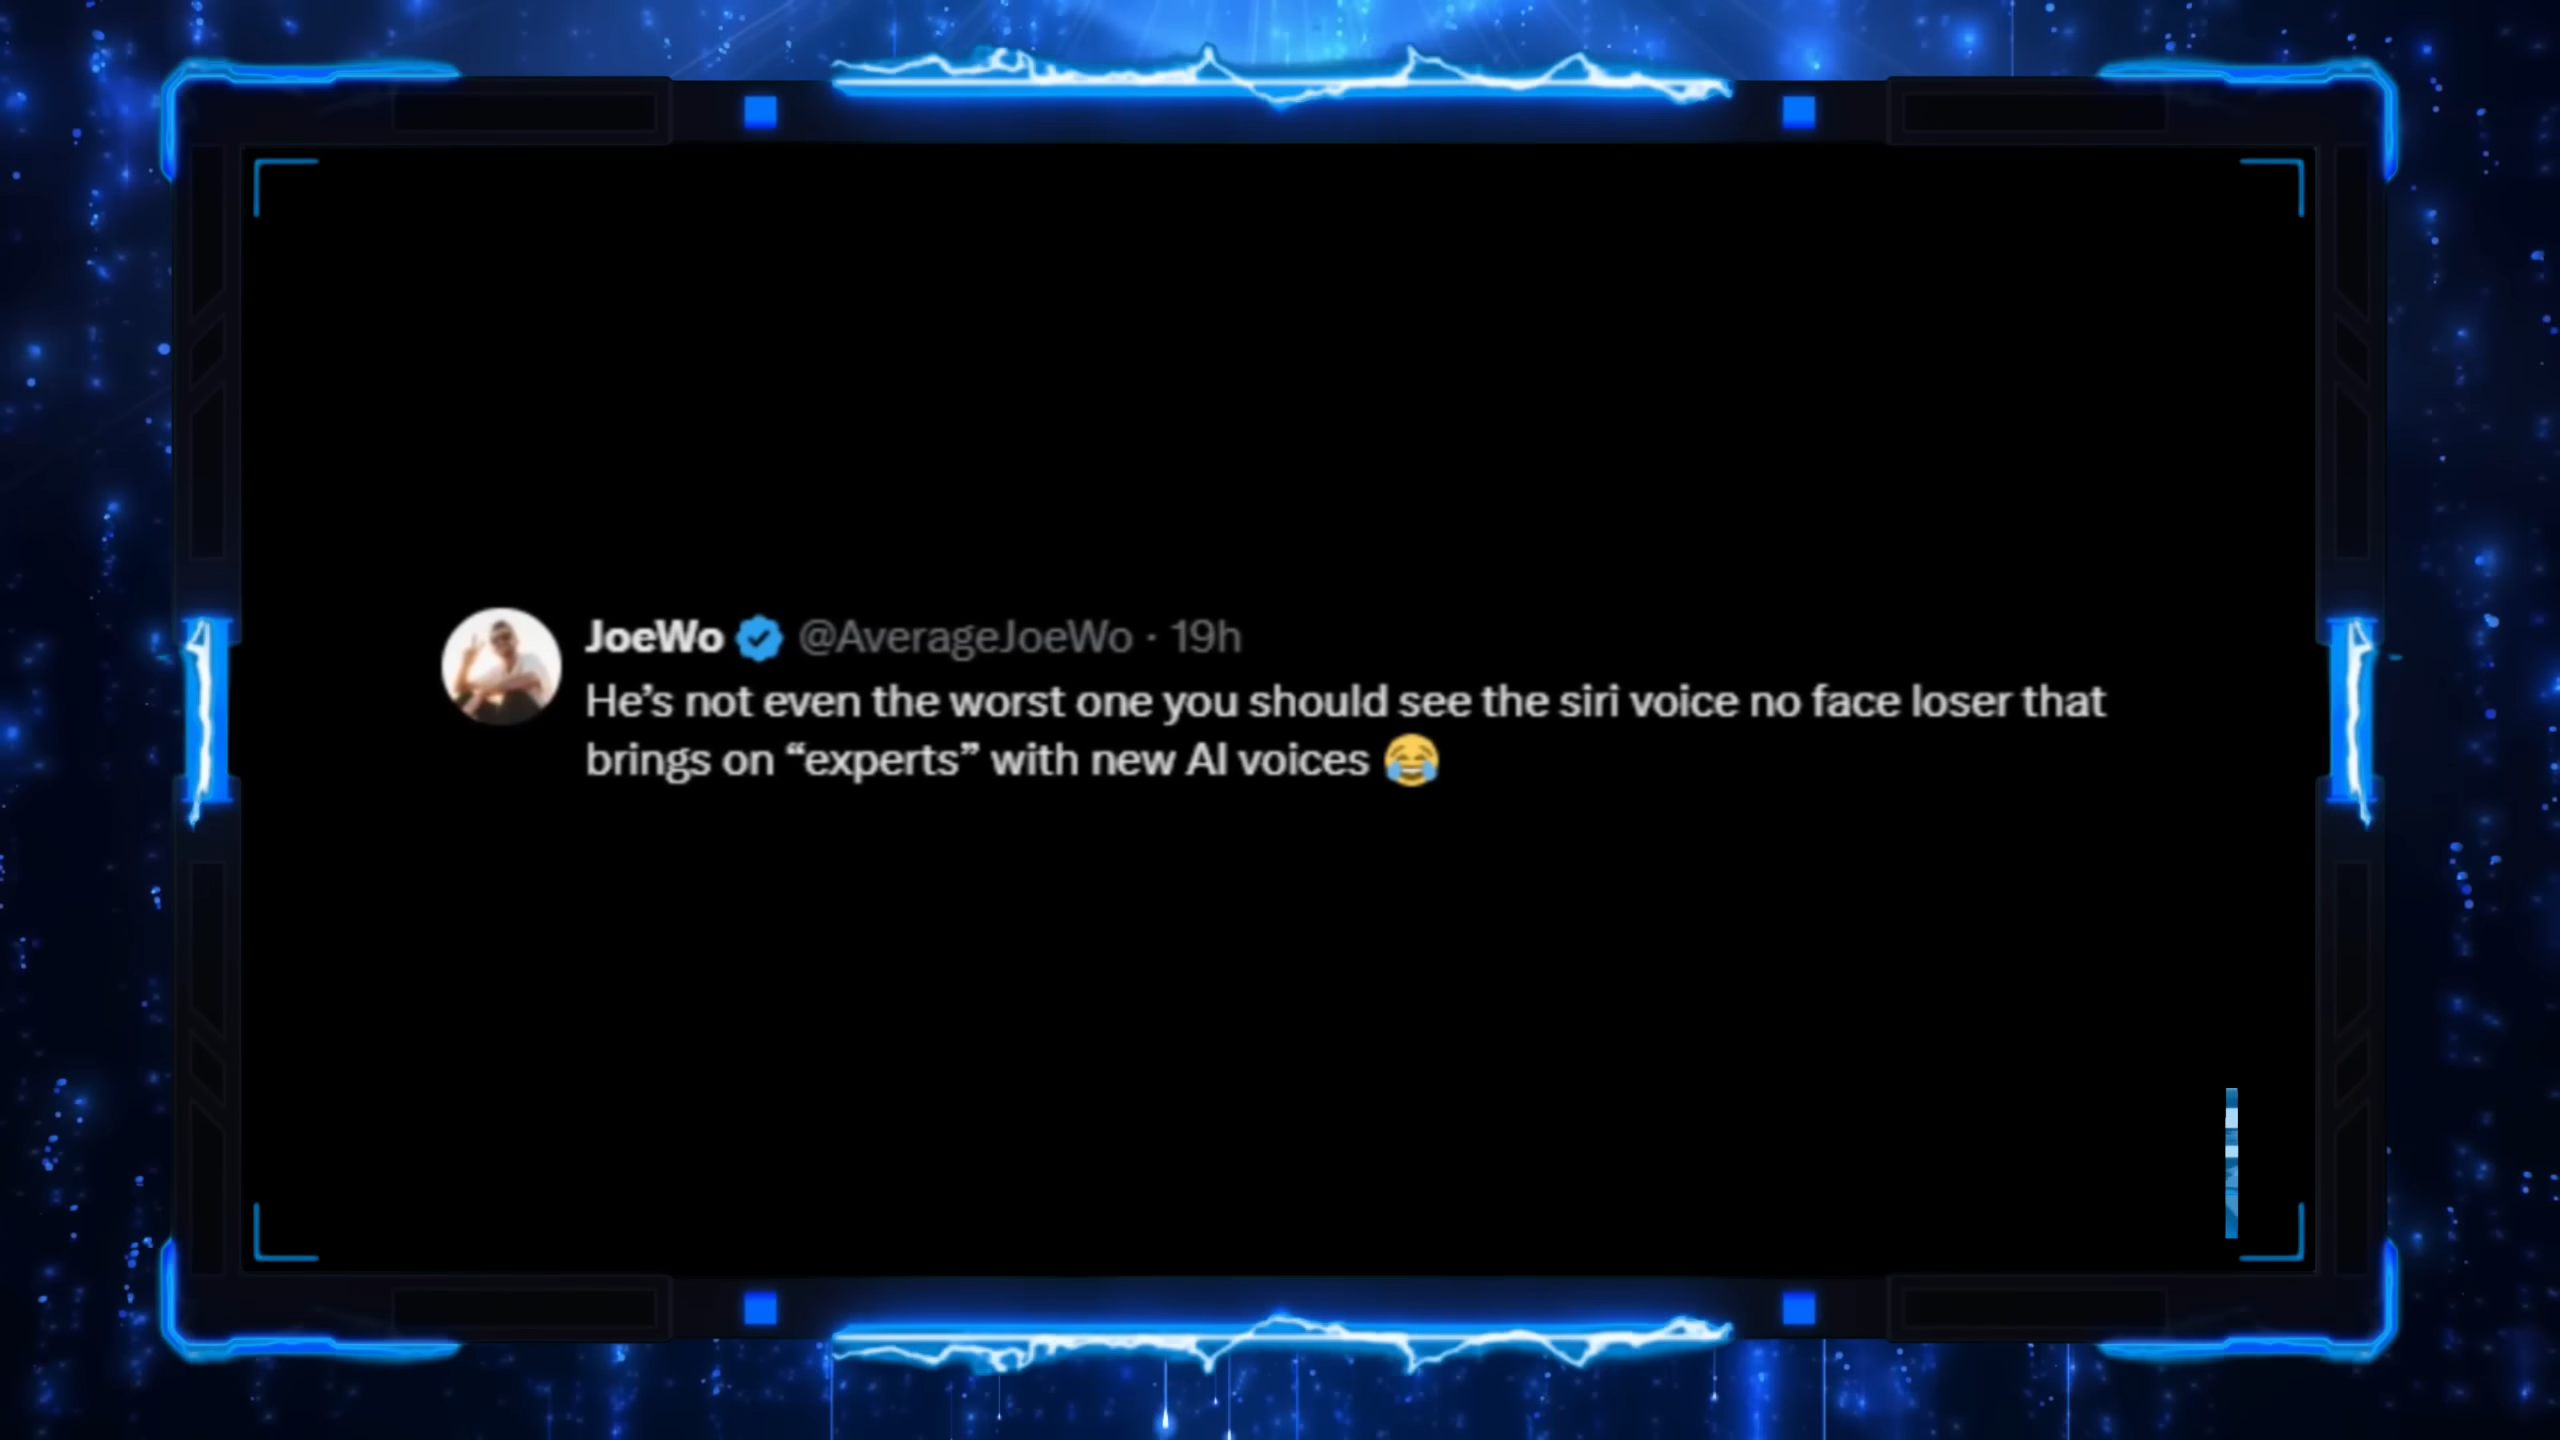 JoeWo @AverageJoeWo · 19h
He’s not even the worst one you should see the siri voice no face loser that
brings on “experts” with new AI voices 😂